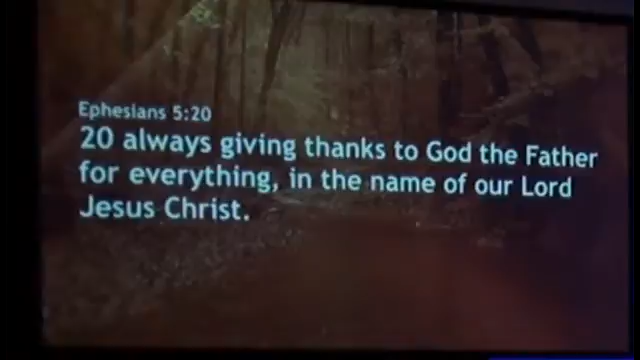 Ephesians 5:20
20 always giving thanks to God the Father
for everything, in the name of our Lord
Jesus Christ.